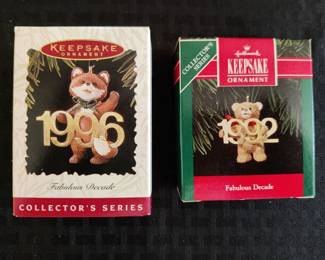 KEEPSAKE
ORNAMENT
1996
Fabulous Decade
COLLECTOR'S SERIES
COLLECTOR'S
SERIES
Hallmark
KEEPSAKE
ORNAMENT
1992
Fabulous Decade